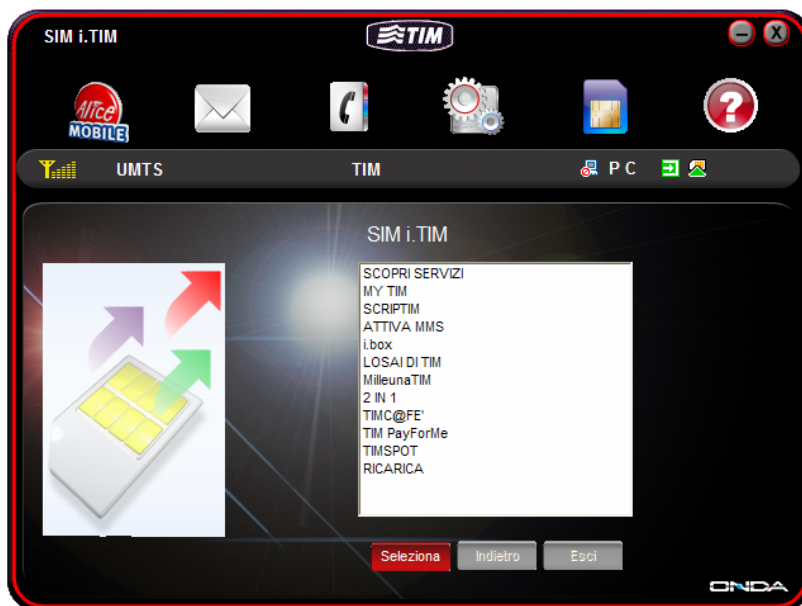 SIM i.TIM
TIM
Alice
MOBILE
?
UMTS
TIM
PC
SIM i.TIM
SCOPRI SERVIZI
MY TIM
SCRIPTIM
ATTIVA MMS
i.box
LOSAI DI TIM
MilleunaTIM
2 IN 1
TIMC@FE'
TIM PayForMe
TIMSPOT
RICARICA
Seleziona Indietro Esci
ONDA